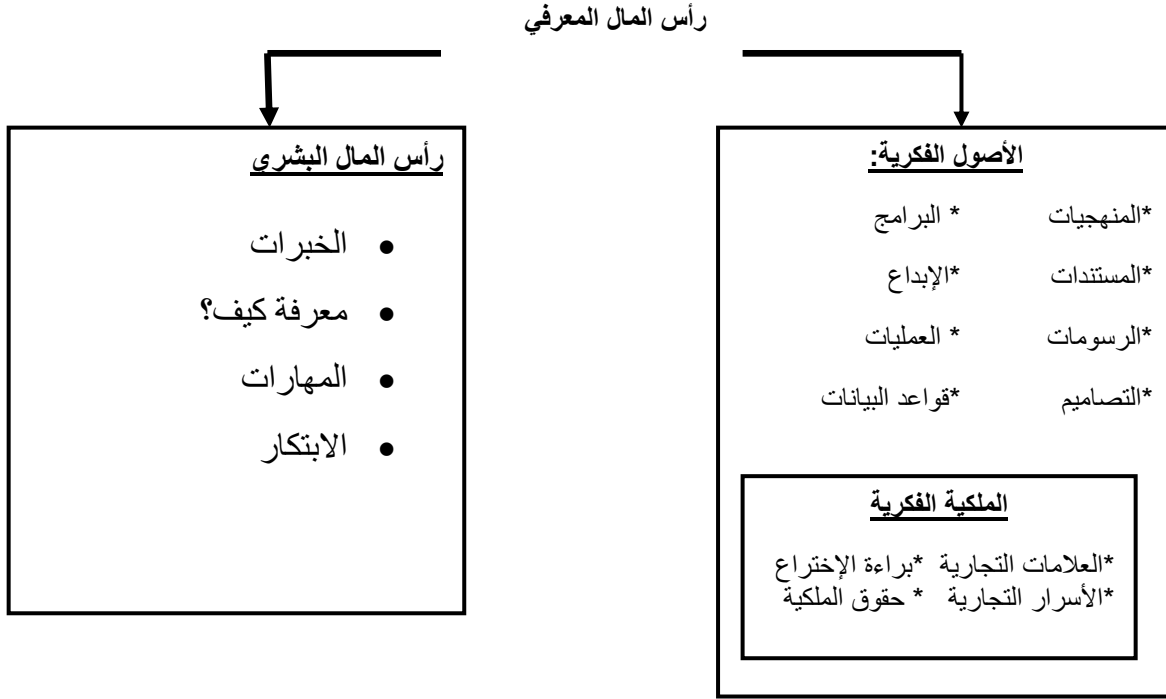 رأس المال المعرفي
الأصول الفكرية:
*المنهجيات * البرامج
*المستندات *الإبداع
*الرسومات * العمليات
*التصاميم *قواعد البيانات
الملكية الفكرية
*العلامات التجارية *براءة الإختراع
*الأسرار التجارية * حقوق الملكية
رأس المال البشري
• الخبرات
• معرفة كيف؟
• المهارات
• الابتكار